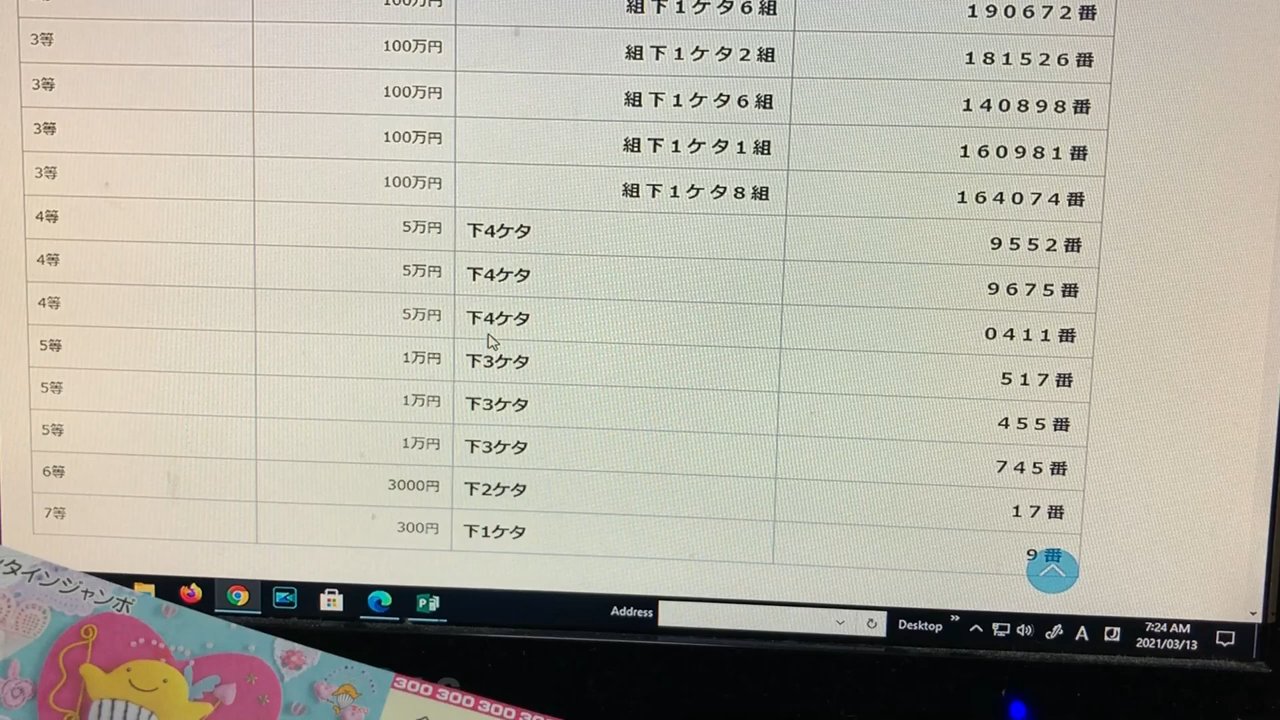 100万円 組下1ケタ6組 190672番
3等 100万円 組下1ケタ2組 181526番
3等 100万円 組下1ケタ6組 140898番
3等 100万円 組下1ケタ1組 160981番
3等 100万円 組下1ケタ8組 164074番
4等 5万円 下4ケタ 9552番
4等 5万円 下4ケタ 9675番
4等 5万円 下4ケタ 0411番
5等 1万円 下3ケタ 517番
5等 1万円 下3ケタ 455番
5等 1万円 下3ケタ 745番
6等 3000円 下2ケタ 17番
7等 300円 下1ケタ 9番
Address Desktop A 7:24 AM
2021/03/13
タインジャンボ
300 300 300 300